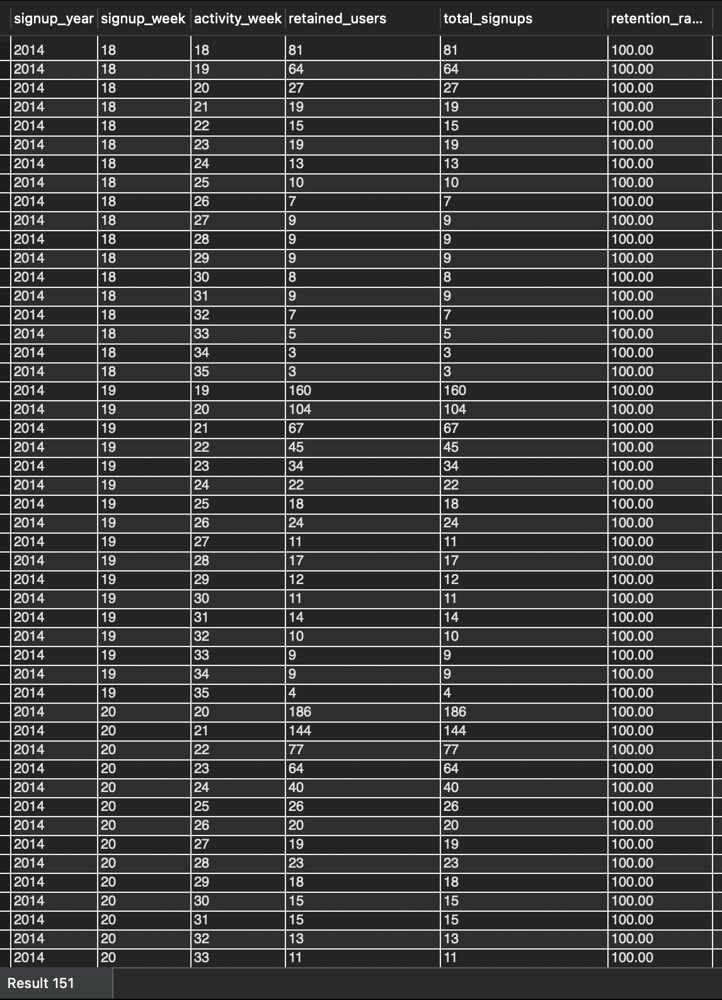 signup_year signup_week activity_week retained_users total_signups retention_ra...
2014 18 18 81 81 100.00
2014 18 19 64 64 100.00
2014 18 20 27 27 100.00
2014 18 21 19 19 100.00
2014 18 22 15 15 100.00
2014 18 23 19 19 100.00
2014 18 24 13 13 100.00
2014 18 25 10 10 100.00
2014 18 26 7 7 100.00
2014 18 27 9 9 100.00
2014 18 28 9 9 100.00
2014 18 29 9 9 100.00
2014 18 30 8 8 100.00
2014 18 31 9 9 100.00
2014 18 32 7 7 100.00
2014 18 33 5 5 100.00
2014 18 34 3 3 100.00
2014 18 35 3 3 100.00
2014 19 19 160 160 100.00
2014 19 20 104 104 100.00
2014 19 21 67 67 100.00
2014 19 22 45 45 100.00
2014 19 23 34 34 100.00
2014 19 24 22 22 100.00
2014 19 25 18 18 100.00
2014 19 26 24 24 100.00
2014 19 27 11 11 100.00
2014 19 28 17 17 100.00
2014 19 29 12 12 100.00
2014 19 30 11 11 100.00
2014 19 31 14 14 100.00
2014 19 32 10 10 100.00
2014 19 33 9 9 100.00
2014 19 34 9 9 100.00
2014 19 35 4 4 100.00
2014 20 20 186 186 100.00
2014 20 21 144 144 100.00
2014 20 22 77 77 100.00
2014 20 23 64 64 100.00
2014 20 24 40 40 100.00
2014 20 25 26 26 100.00
2014 20 26 20 20 100.00
2014 20 27 19 19 100.00
2014 20 28 23 23 100.00
2014 20 29 18 18 100.00
2014 20 30 15 15 100.00
2014 20 31 15 15 100.00
2014 20 32 13 13 100.00
2014 20 33 11 11 100.00
Result 151